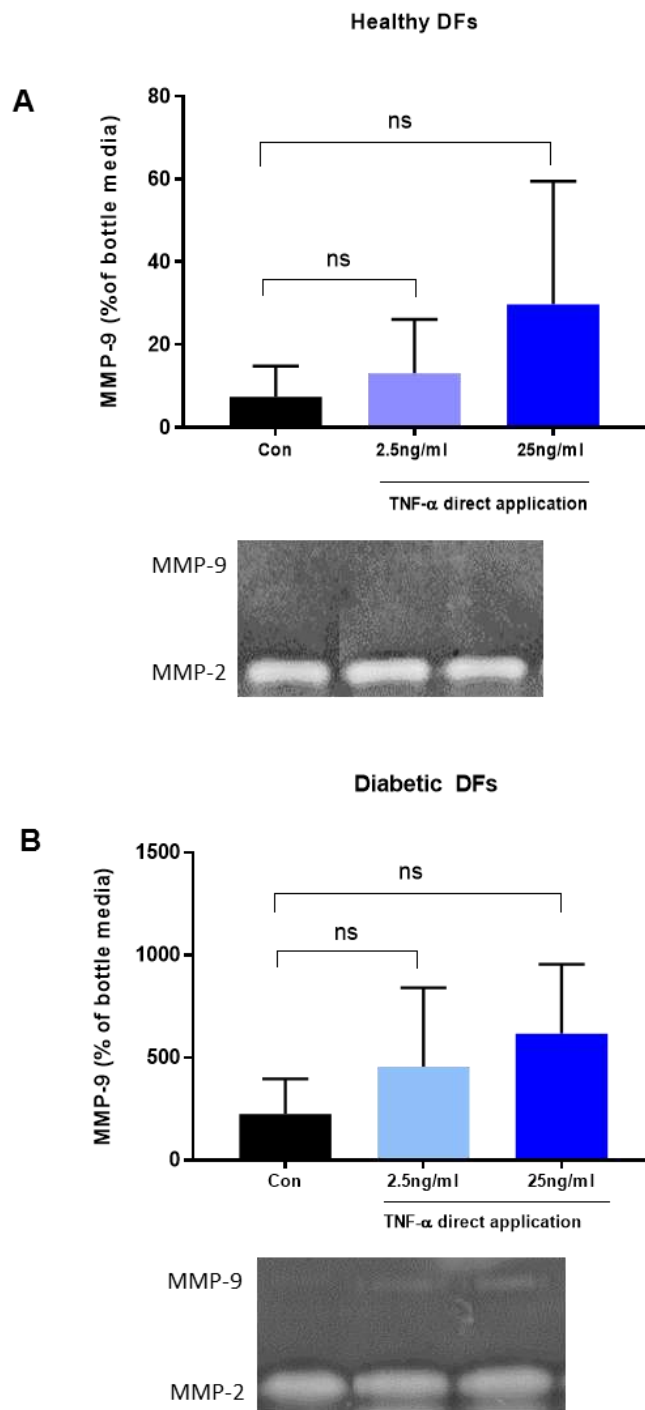 Healthy DFs
A
MMP-9 (%of bottle media)
80
60
40
20
0
ns
ns
Con
2.5ng/ml
25ng/ml
TNF-α direct application
MMP-9
MMP-2
Diabetic DFs
B
MMP-9 (% of bottle media)
1500
1000
500
0
ns
ns
Con
2.5ng/ml
25ng/ml
TNF-α direct application
MMP-9
MMP-2